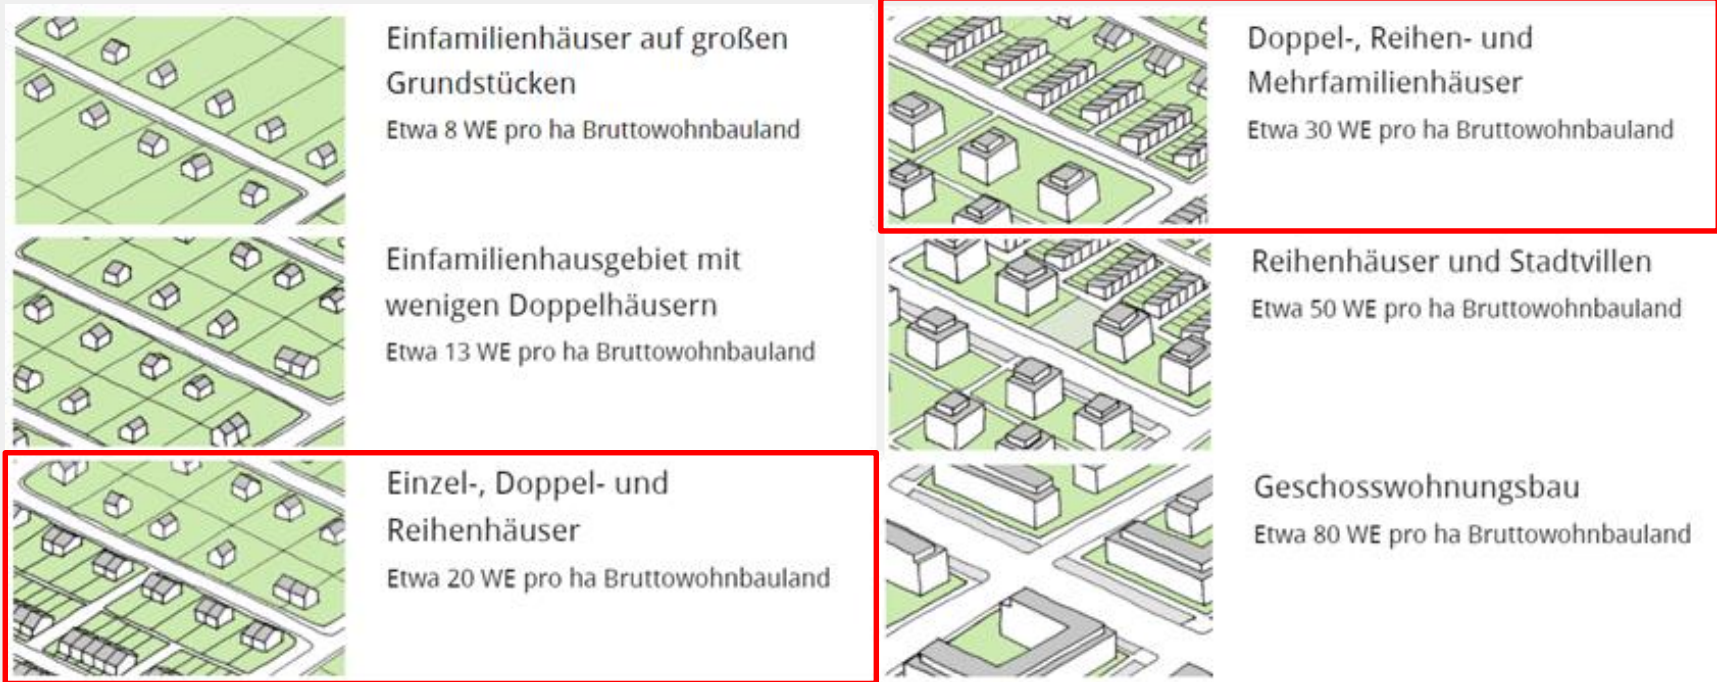 Einfamilienhäuser auf großen
Grundstücken
Etwa 8 WE pro ha Bruttowohnbauland
Einfamilienhausgebiet mit
wenigen Doppelhäusern
Etwa 13 WE pro ha Bruttowohnbauland
Einzel-, Doppel- und
Reihenhäuser
Etwa 20 WE pro ha Bruttowohnbauland
Doppel-, Reihen- und
Mehrfamilienhäuser
Etwa 30 WE pro ha Bruttowohnbauland
Reihenhäuser und Stadtvillen
Etwa 50 WE pro ha Bruttowohnbauland
Geschosswohnungsbau
Etwa 80 WE pro ha Bruttowohnbauland